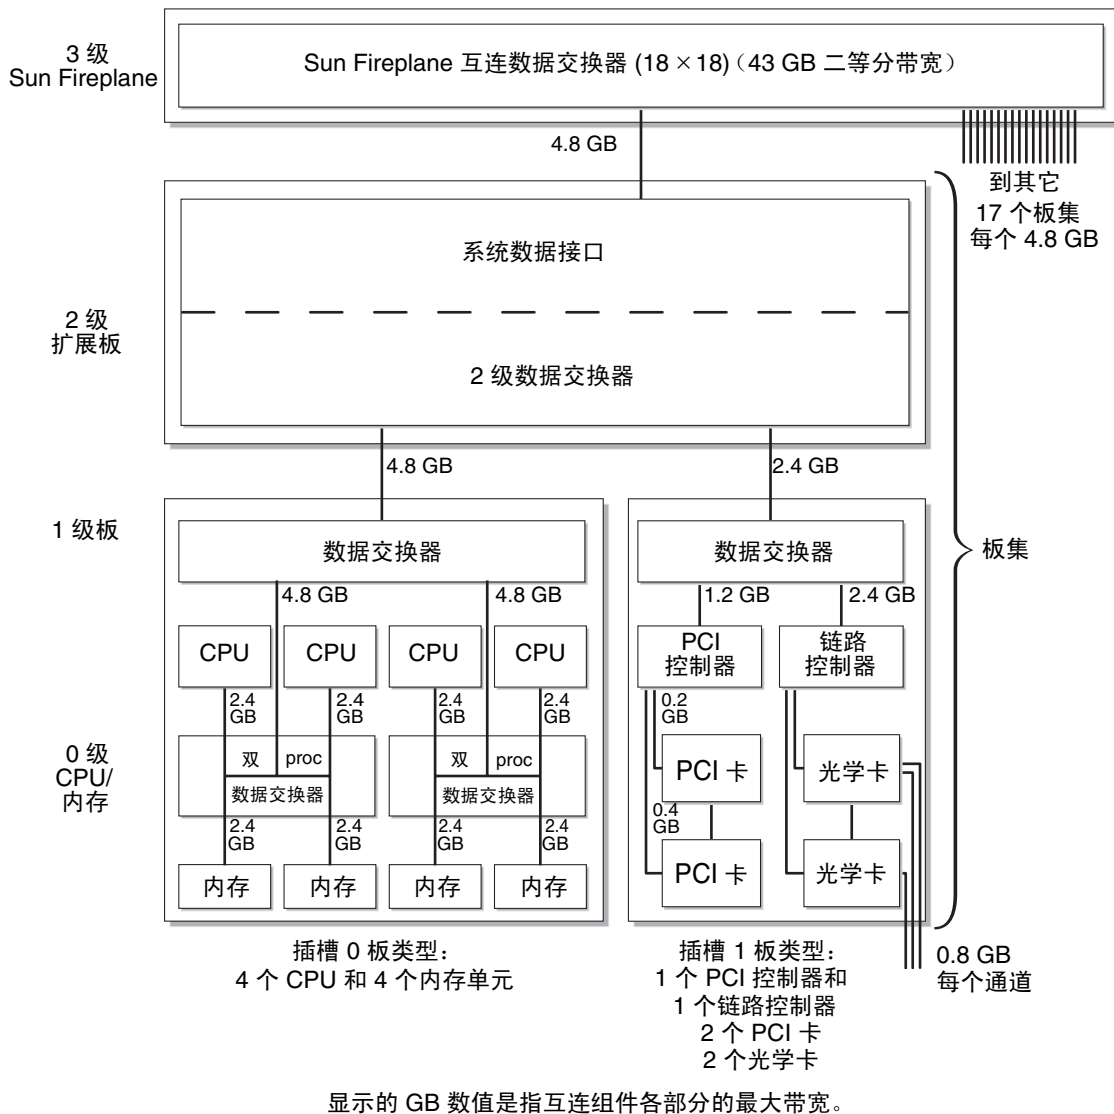 3 级
Sun Fireplane
Sun Fireplane 互连数据交换器 (18 × 18)（43 GB 二等分带宽）
4.8 GB
到其它
17 个板集
每个 4.8 GB
系统数据接口
2 级
扩展板
2 级数据交换器
4.8 GB
2.4 GB
1 级板
数据交换器
数据交换器
板集
4.8 GB
4.8 GB
1.2 GB
2.4 GB
CPU
CPU
CPU
CPU
PCI
控制器
链路
控制器
2.4
GB
2.4
GB
2.4
GB
2.4
GB
0.2
GB
0 级
CPU/
内存
双 proc
数据交换器
双 proc
数据交换器
PCI 卡
光学卡
2.4
GB
2.4
GB
2.4
GB
2.4
GB
0.4
GB
内存
内存
内存
内存
PCI 卡
光学卡
插槽 0 板类型：
4 个 CPU 和 4 个内存单元
插槽 1 板类型：
1 个 PCI 控制器和
1 个链路控制器
2 个 PCI 卡
2 个光学卡
0.8 GB
每个通道
显示的 GB 数值是指互连组件各部分的最大带宽。